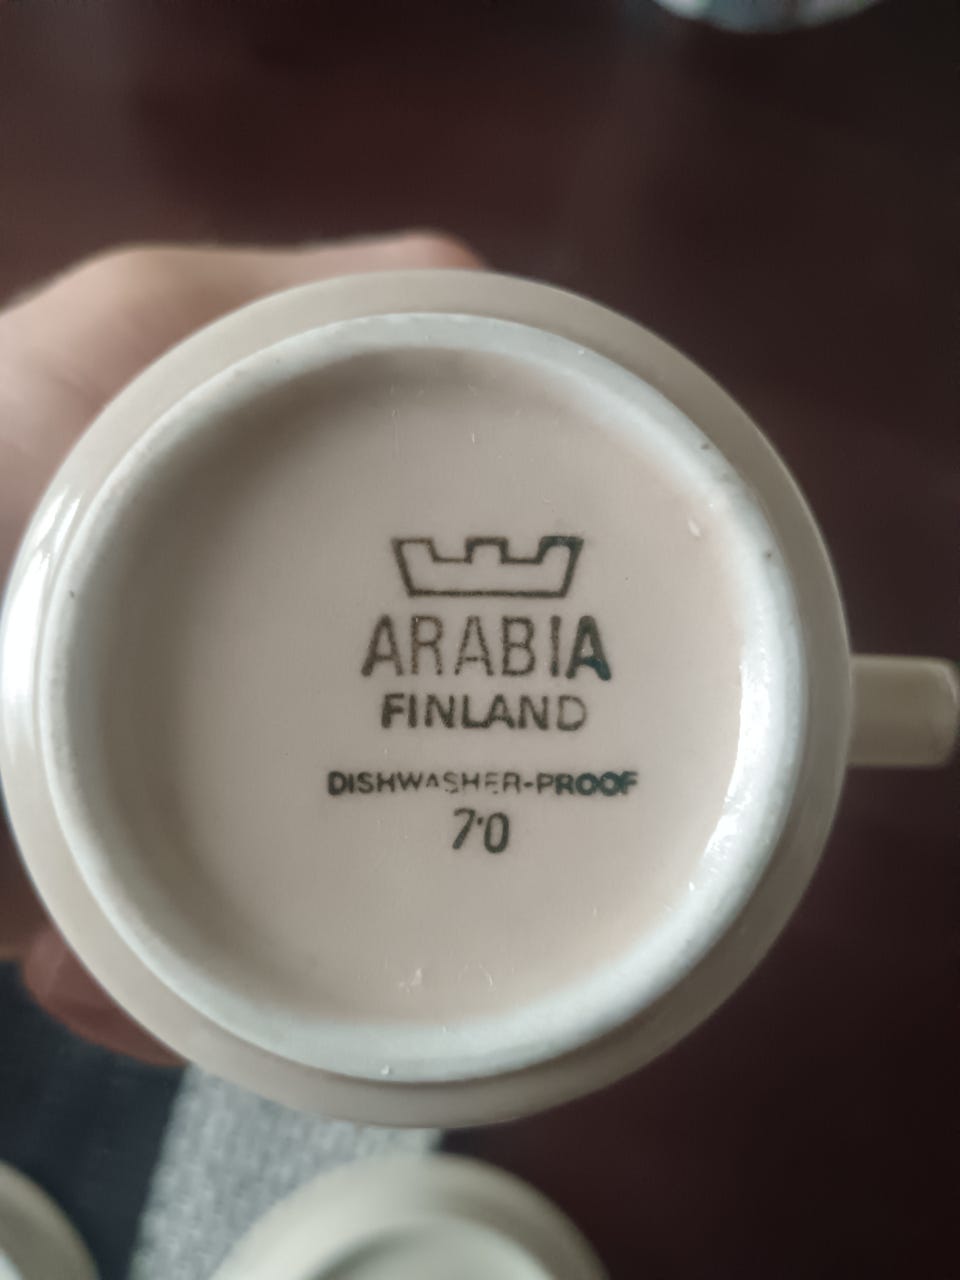 ARABIA
FINLAND
DISHWASHER-PROOF
7·0